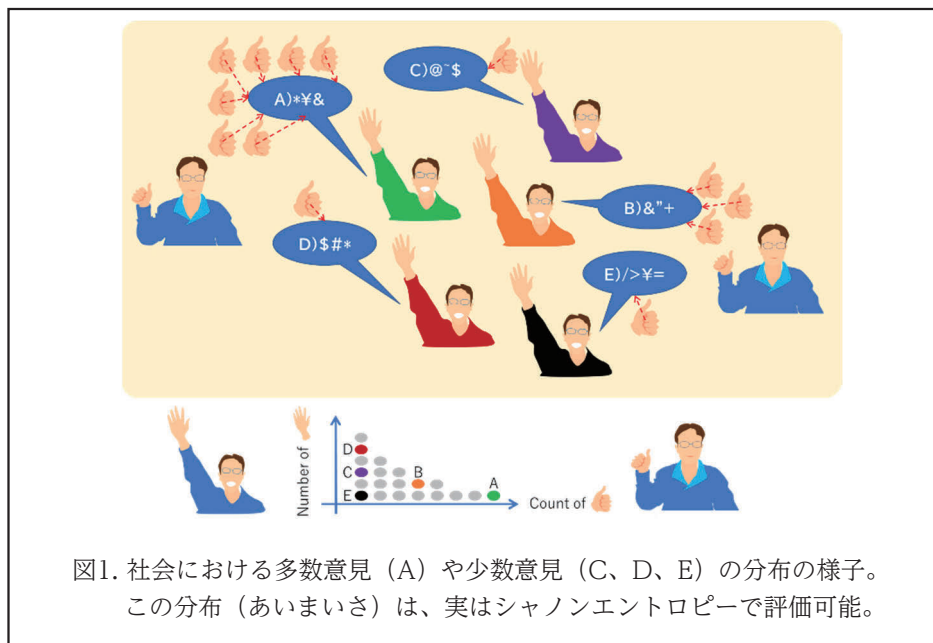 C)@~$
A)*¥&
B)&"+
D)$#*
E)/>¥=
Number of
D
C
B
A
E
Count of
図1. 社会における多数意見（A）や少数意見（C、D、E）の分布の様子。
この分布（あいまいさ）は、実はシャノンエントロピーで評価可能。